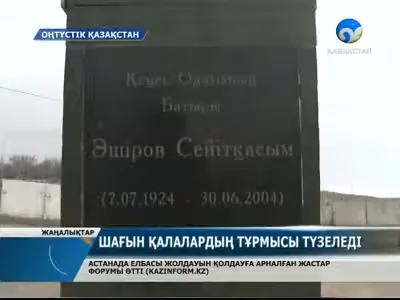 ОҢТҮСТІК ҚАЗАҚСТАН
ҚАЗАҚСТАН
Кеңес Одағының
Батыры
Әшіров Сейітқасым
(7.07.1924 - 30.06.2004)
ЖАҢАЛЫҚТАР
ШАҒЫН ҚАЛАЛАРДЫҢ ТҰРМЫСЫ ТҮЗЕЛЕДІ
АСТАНАДА ЕЛБАСЫ ЖОЛДАУЫН ҚОЛДАУҒА АРНАЛҒАН ЖАСТАР
ФОРУМЫ ӨТТІ (KAZINFORM.KZ)